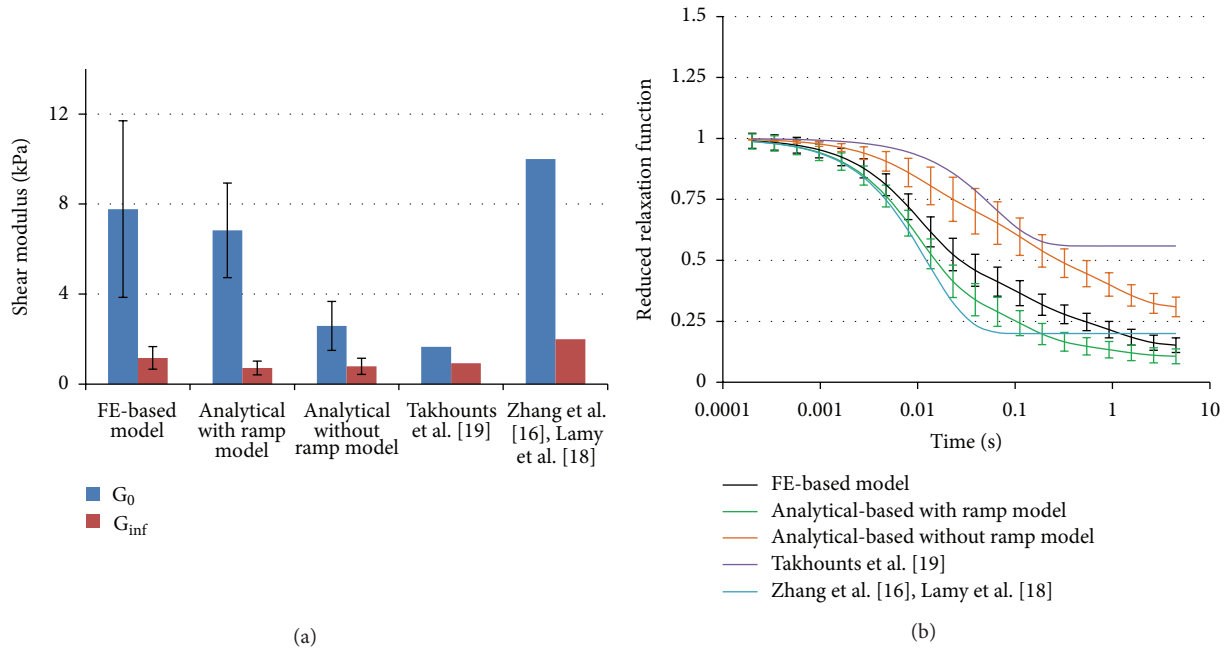 12
8
4
0
Shear modulus (kPa)
FE-based
model
Analytical
with ramp
model
Analytical
without
ramp model
Takhounts
et al. [19]
Zhang et al.
[16], Lamy
et al. [18]
G0
Ginf
(a)
1.5
1.25
1
0.75
0.5
0.25
0
Reduced relaxation function
0.0001
0.001
0.01
0.1
1
10
Time (s)
FE-based model
Analytical-based with ramp model
Analytical-based without ramp model
Takhounts et al. [19]
Zhang et al. [16], Lamy et al. [18]
(b)